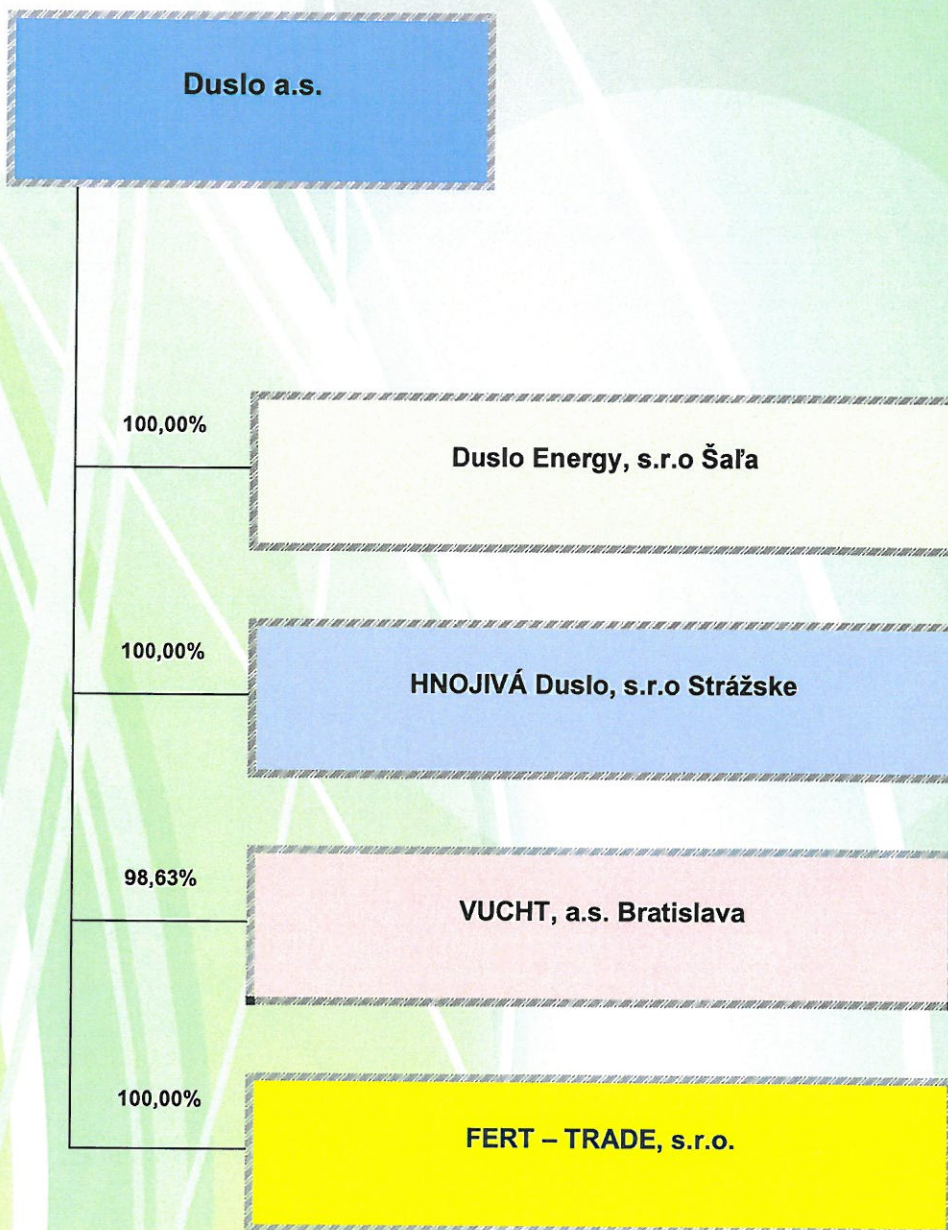 Duslo a.s.
100,00%
Duslo Energy, s.r.o Šaľa
100,00%
HNOJIVÁ Duslo, s.r.o Strážske
98,63%
VUCHT, a.s. Bratislava
100,00%
FERT – TRADE, s.r.o.